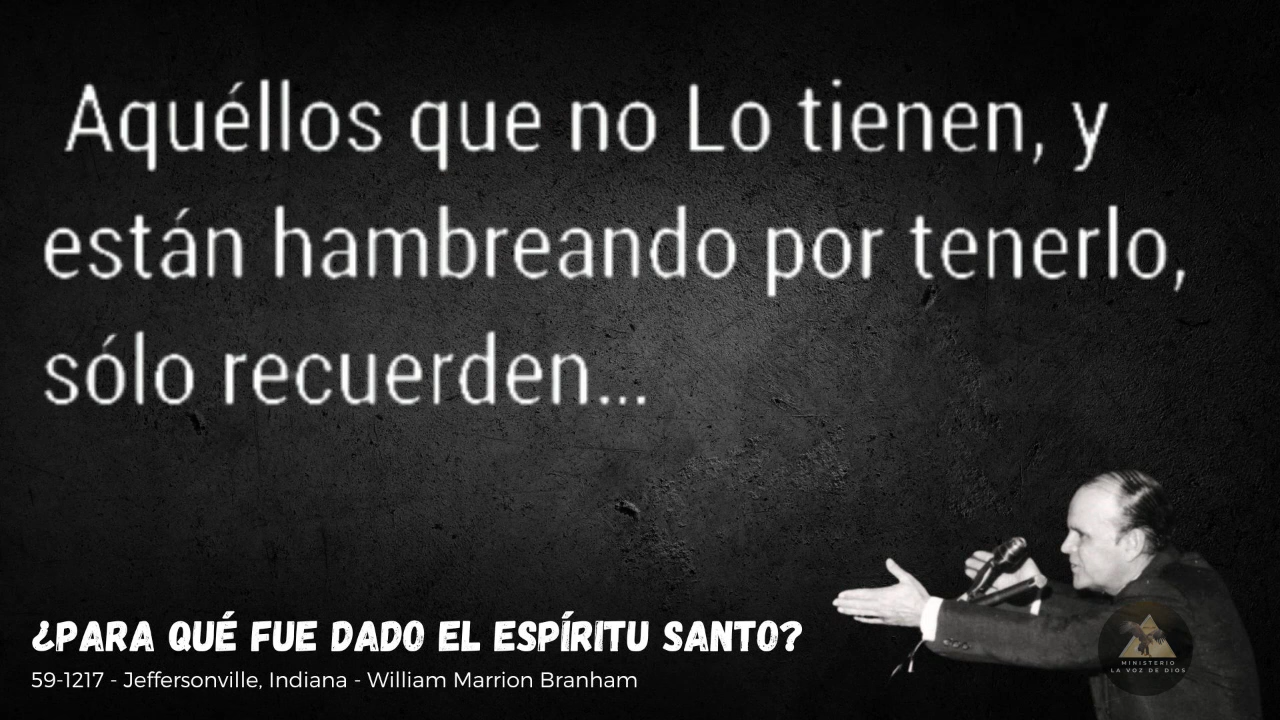 Aquéllos que no Lo tienen, y
están hambreando por tenerlo,
sólo recuerden...
¿PARA QUÉ FUE DADO EL ESPÍRITU SANTO?
59-1217 - Jeffersonville, Indiana - William Marrion Branham
MINISTERIO
LA VOZ DE DIOS